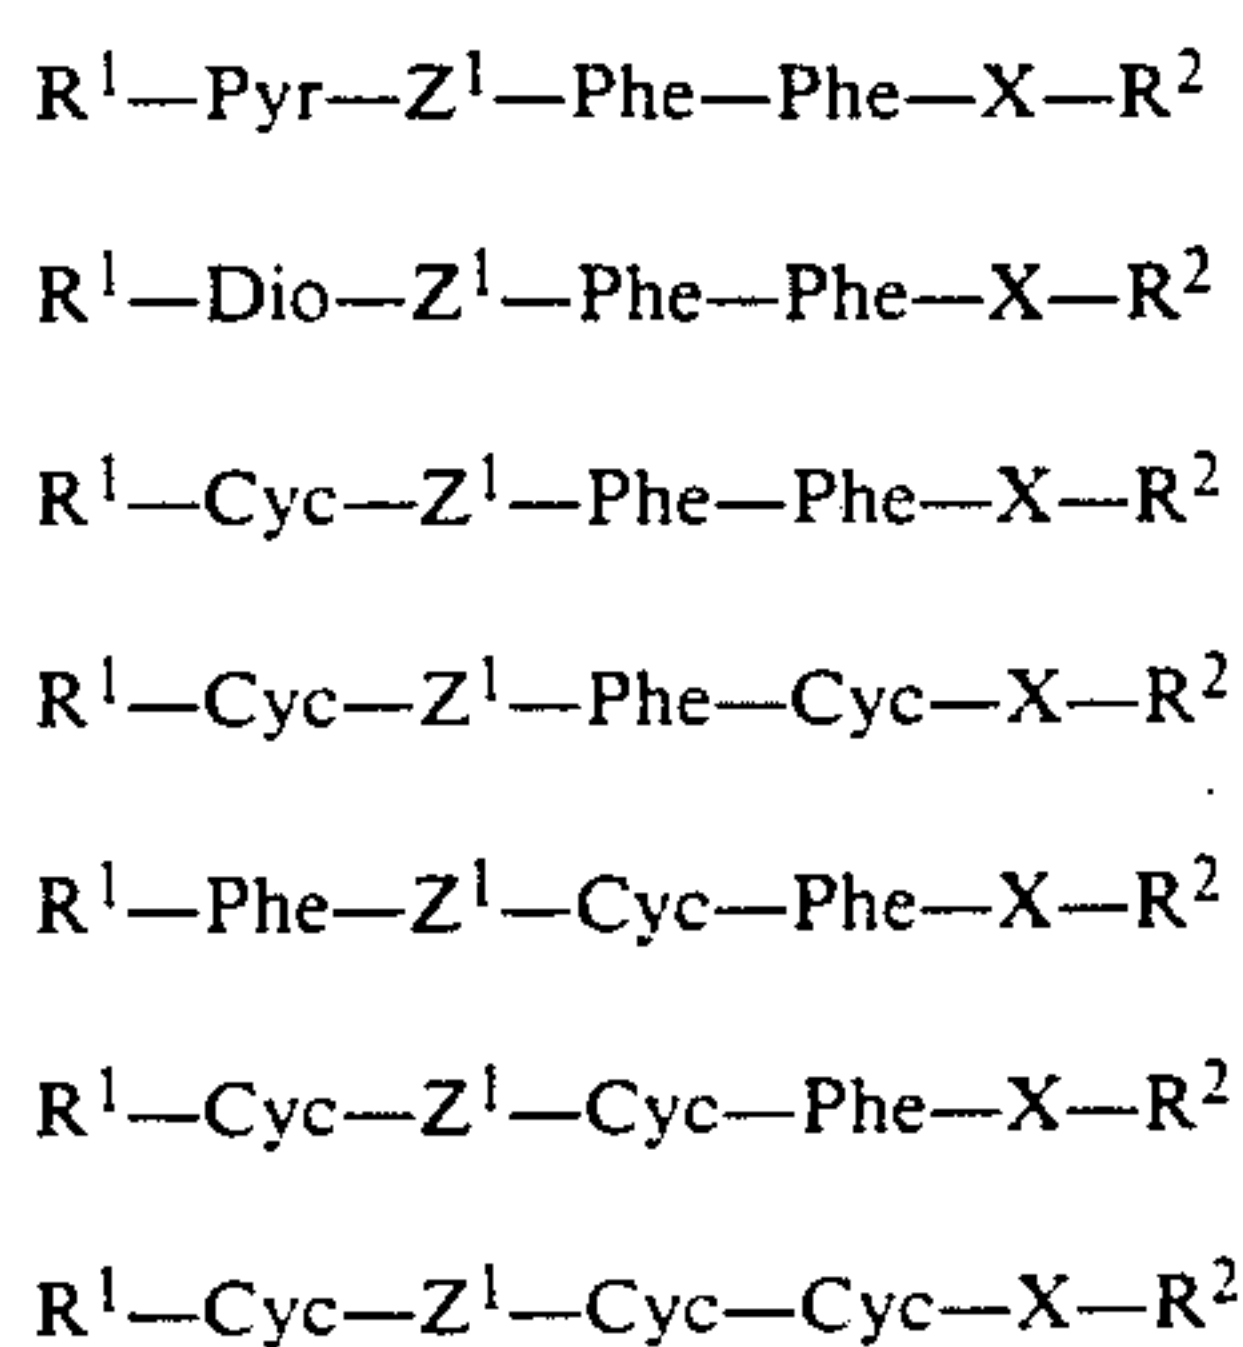 R¹—Pyr—Z¹—Phe—Phe—X—R²
R¹—Dio—Z¹—Phe—Phe—X—R²
R¹—Cyc—Z¹—Phe—Phe—X—R²
R¹—Cyc—Z¹—Phe—Cyc—X—R²
R¹—Phe—Z¹—Cyc—Phe—X—R²
R¹—Cyc—Z¹—Cyc—Phe—X—R²
R¹—Cyc—Z¹—Cyc—Cyc—X—R²